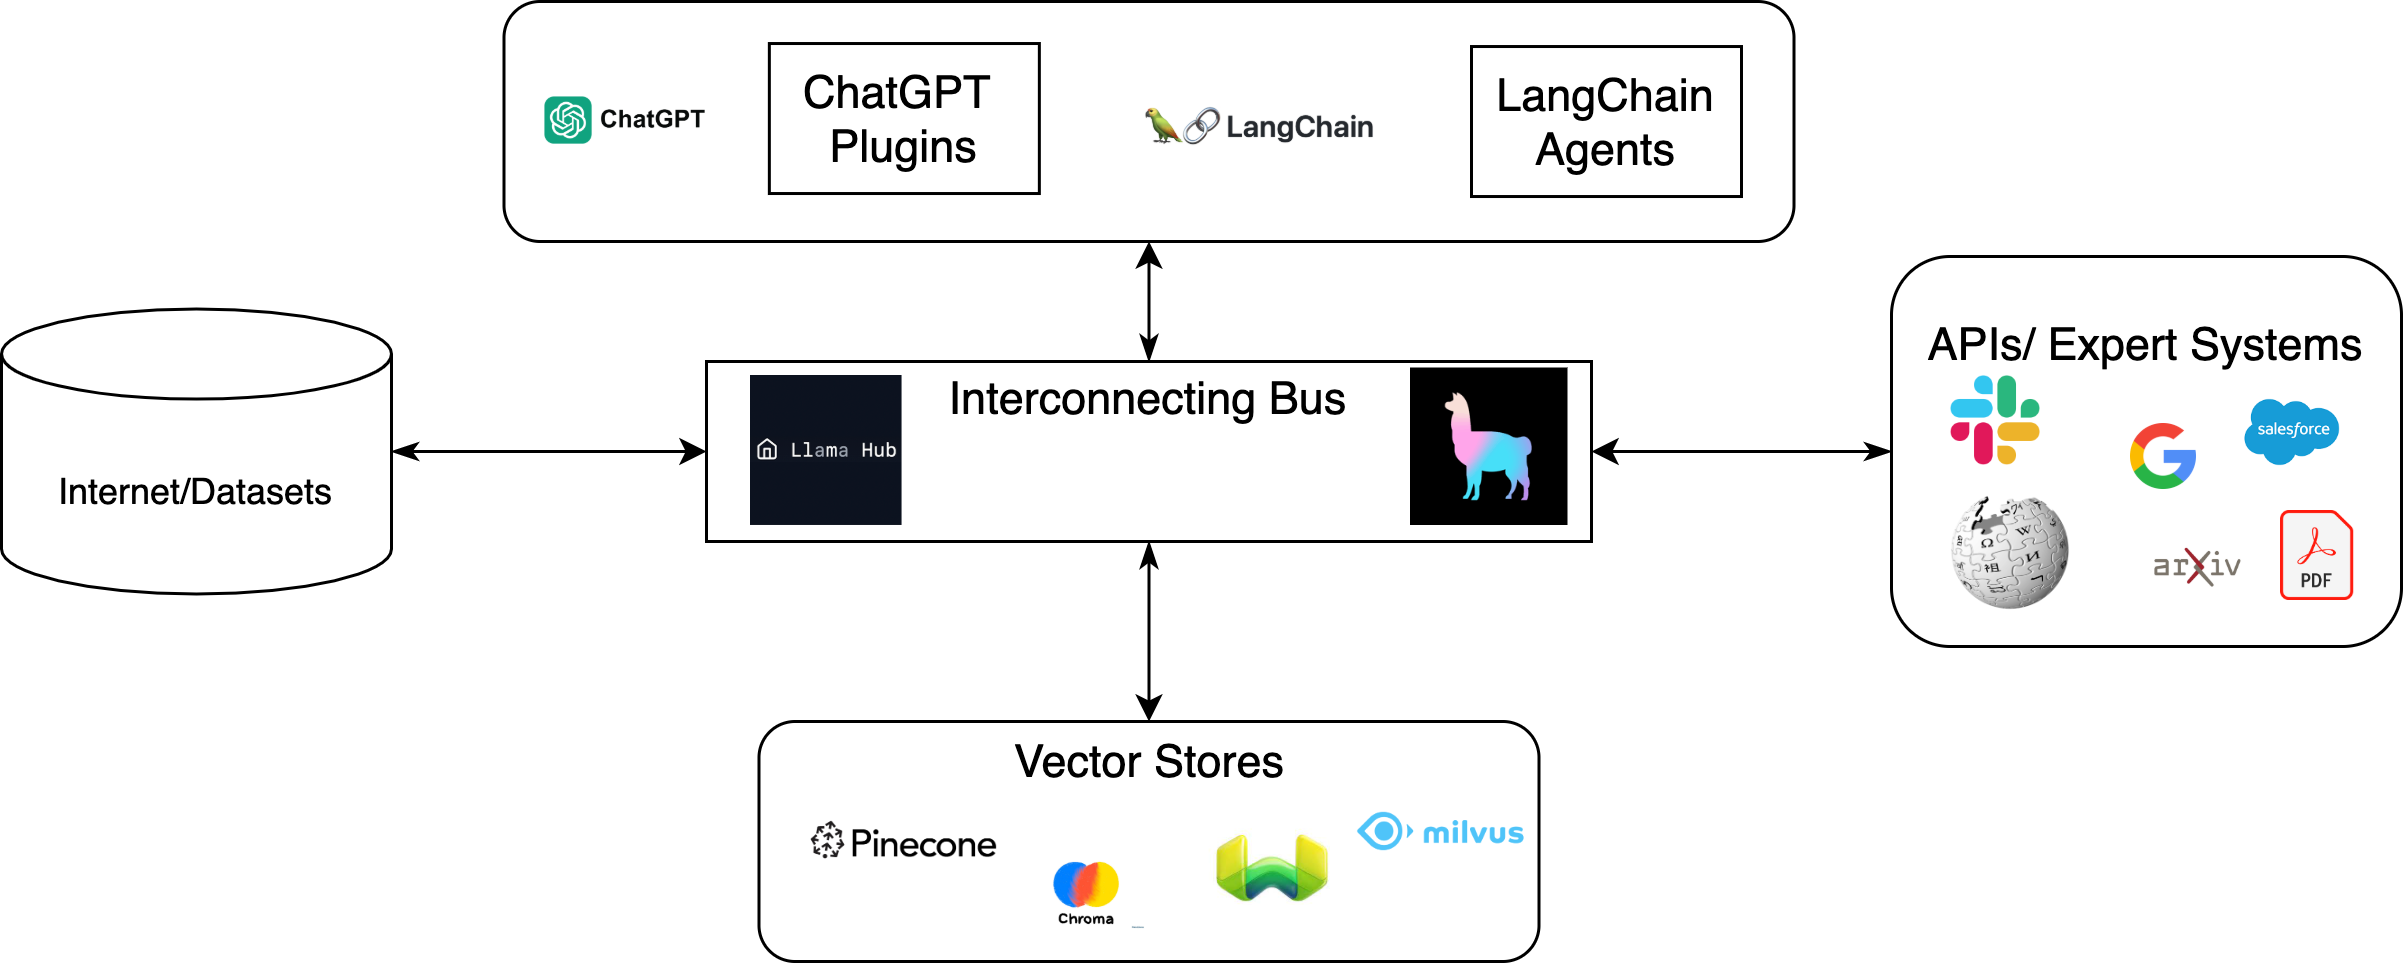 ChatGPT
ChatGPT
Plugins
LangChain
LangChain
Agents
Internet/Datasets
Llama Hub
Interconnecting Bus
APIs/ Expert Systems
salesforce
arXiv
PDF
Vector Stores
Pinecone
Chroma
milvus